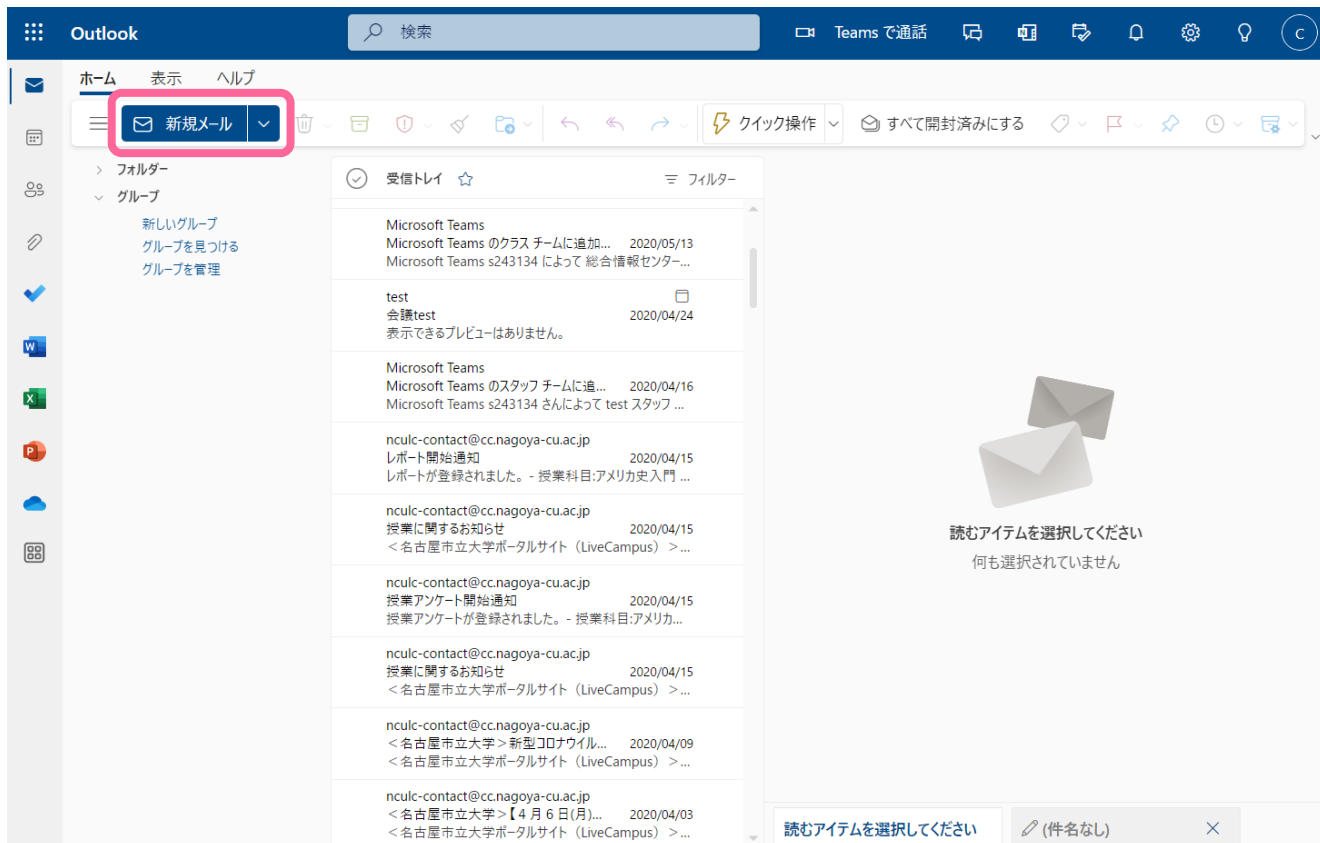 Outlook
検索
Teams で通話
C
ホーム 表示 ヘルプ
新規メール
クイック操作
すべて開封済みにする
フォルダー
グループ
新しいグループ
グループを見つける
グループを管理
受信トレイ
フィルター
Microsoft Teams
Microsoft Teams のクラス チームに追加... 2020/05/13
Microsoft Teams s243134 によって 総合情報センター...
test
会議test 2020/04/24
表示できるプレビューはありません。
Microsoft Teams
Microsoft Teams のスタッフ チームに追... 2020/04/16
Microsoft Teams s243134 さんによって test スタッフ ...
nculc-contact@cc.nagoya-cu.ac.jp
レポート開始通知 2020/04/15
レポートが登録されました。- 授業科目:アメリカ史入門 ...
nculc-contact@cc.nagoya-cu.ac.jp
授業に関するお知らせ 2020/04/15
＜名古屋市立大学ポータルサイト（LiveCampus）＞...
nculc-contact@cc.nagoya-cu.ac.jp
授業アンケート開始通知 2020/04/15
授業アンケートが登録されました。- 授業科目:アメリカ...
nculc-contact@cc.nagoya-cu.ac.jp
授業に関するお知らせ 2020/04/15
＜名古屋市立大学ポータルサイト（LiveCampus）＞...
nculc-contact@cc.nagoya-cu.ac.jp
＜名古屋市立大学＞新型コロナウイル... 2020/04/09
＜名古屋市立大学ポータルサイト（LiveCampus）＞...
nculc-contact@cc.nagoya-cu.ac.jp
＜名古屋市立大学＞【４月６日(月)... 2020/04/03
＜名古屋市立大学ポータルサイト（LiveCampus）＞...
読むアイテムを選択してください
何も選択されていません
読むアイテムを選択してください
(件名なし)